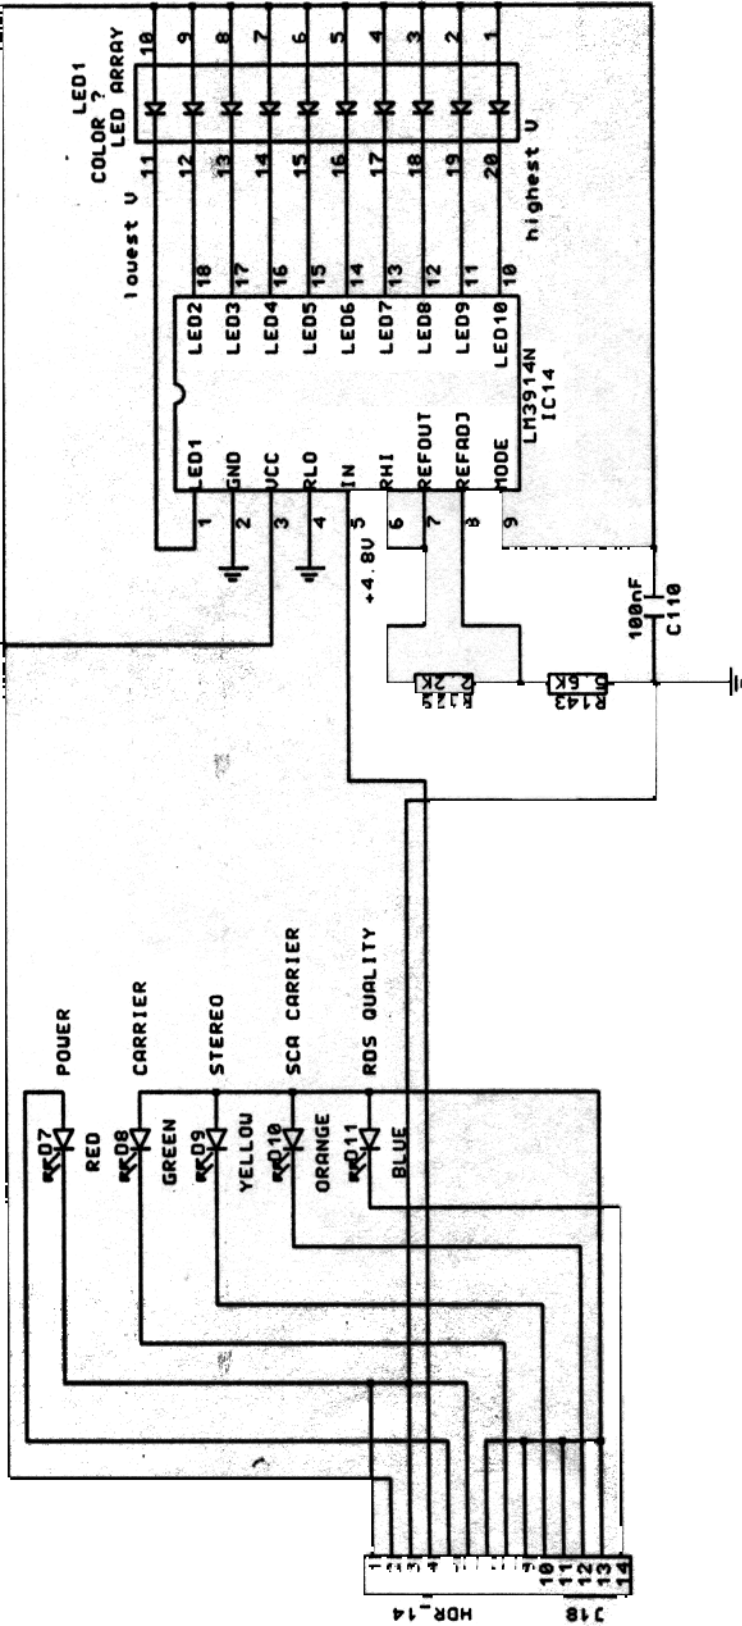 LED1
COLOR ?
LED ARRAY
10
9
8
7
6
5
4
3
2
1
11
12
13
14
15
16
17
18
19
20
lowest V
highest V
18
17
16
15
14
13
12
11
10
LED2
LED3
LED4
LED5
LED6
LED7
LED8
LED9
LED10
LM3914N
IC14
LED1
GND
VCC
RLO
IN
RHI
REFOUT
REFADJ
MODE
1
2
3
4
5
6
7
8
9
+4.8V
100nF
C110
2K
6K
R143
POWER
CARRIER
STEREO
SCA CARRIER
RDS QUALITY
D7
RED
D8
GREEN
D9
YELLOW
D10
ORANGE
D11
BLUE
1
2
3
4
9
10
11
12
13
14
HDR_14
J18